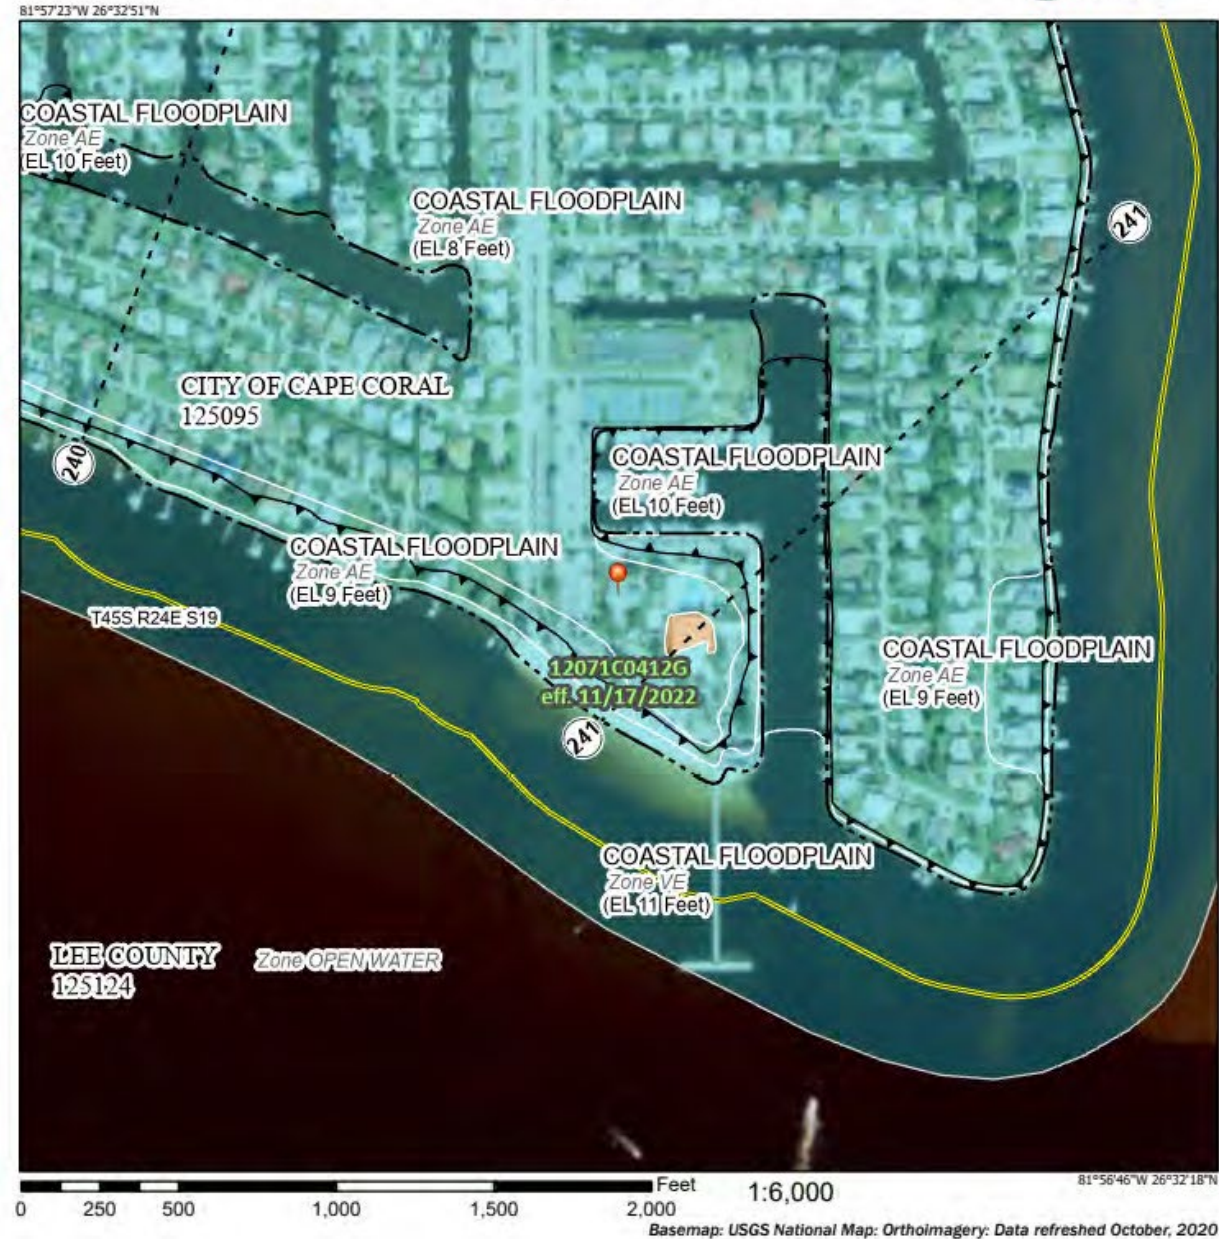 81°57'23"W 26°32'51"N
COASTAL FLOODPLAIN
Zone AE
(EL 10 Feet)
COASTAL FLOODPLAIN
Zone AE
(EL 8 Feet)
241
CITY OF CAPE CORAL
125095
240
COASTAL FLOODPLAIN
Zone AE
(EL 10 Feet)
COASTAL FLOODPLAIN
Zone AE
(EL 9 Feet)
T45S R24E S19
COASTAL FLOODPLAIN
Zone AE
(EL 9 Feet)
12071C0412G
eff. 11/17/2022
241
COASTAL FLOODPLAIN
Zone VE
(EL 11 Feet)
LEE COUNTY
125124
Zone OPEN WATER
81°56'46"W 26°32'18"N
Feet
1:6,000
0 250 500 1,000 1,500 2,000
Basemap: USGS National Map: Orthoimagery: Data refreshed October, 2020